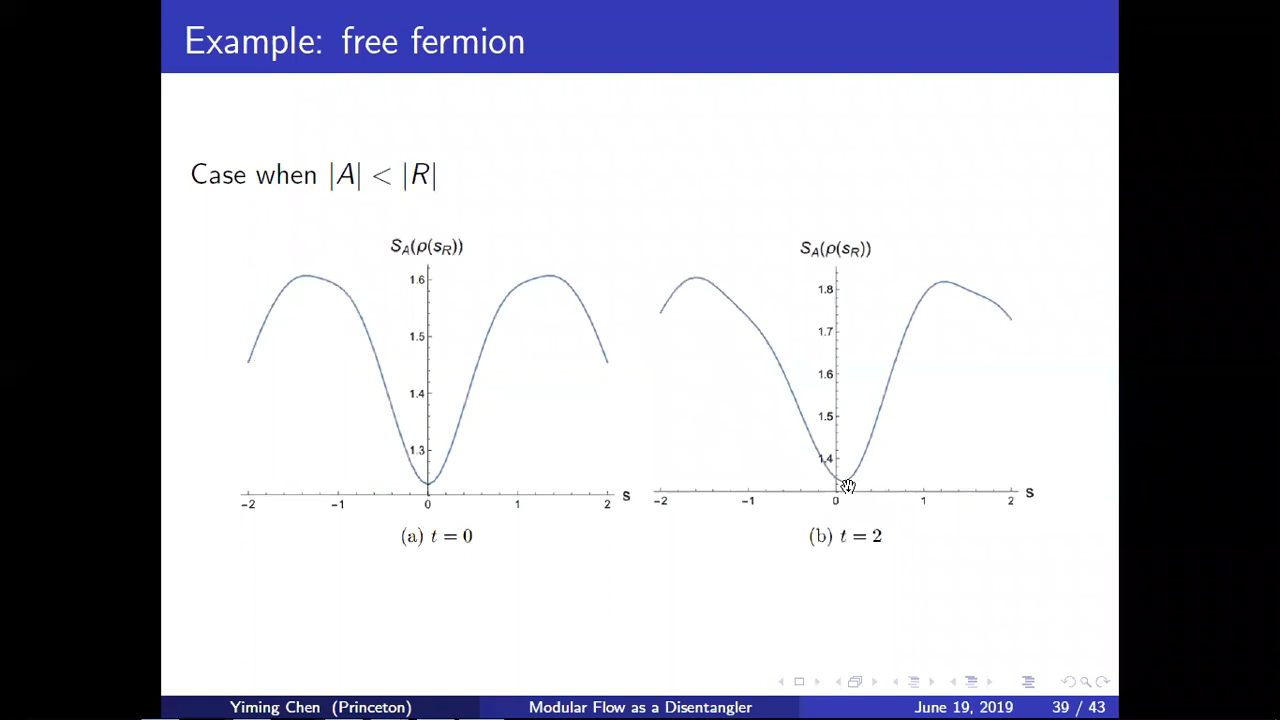 Example: free fermion
Case when |A| < |R|
S_A(ρ(s_R))
1.6
1.5
1.4
1.3
-2 -1 0 1 2 s
(a) t = 0
S_A(ρ(s_R))
1.8
1.7
1.6
1.5
1.4
-2 -1 0 1 2 s
(b) t = 2
Yiming Chen (Princeton) Modular Flow as a Disentangler June 19, 2019 39 / 43